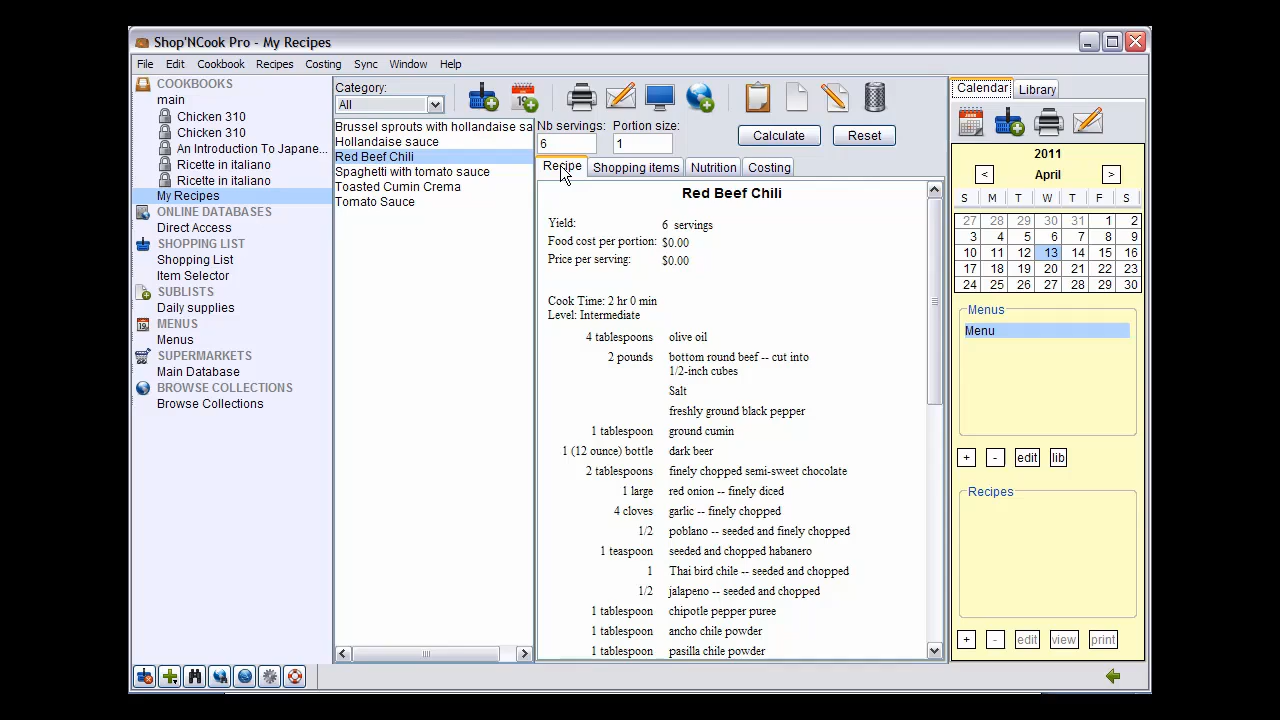 Shop'NCook Pro - My Recipes
File Edit Cookbook Recipes Costing Sync Window Help
COOKBOOKS
main
Chicken 310
Chicken 310
An Introduction To Japane...
Ricette in italiano
Ricette in italiano
My Recipes
ONLINE DATABASES
Direct Access
SHOPPING LIST
Shopping List
Item Selector
SUBLISTS
Daily supplies
MENUS
Menus
SUPERMARKETS
Main Database
BROWSE COLLECTIONS
Browse Collections
Category:
All
Brussel sprouts with hollandaise sa
Hollandaise sauce
Red Beef Chili
Spaghetti with tomato sauce
Toasted Cumin Crema
Tomato Sauce
Nb servings: Portion size:
6 1 Calculate Reset
Recipe Shopping items Nutrition Costing
Red Beef Chili
Yield: 6 servings
Food cost per portion: $0.00
Price per serving: $0.00
Cook Time: 2 hr 0 min
Level: Intermediate
4 tablespoons olive oil
2 pounds bottom round beef -- cut into
1/2-inch cubes
Salt
freshly ground black pepper
1 tablespoon ground cumin
1 (12 ounce) bottle dark beer
2 tablespoons finely chopped semi-sweet chocolate
1 large red onion -- finely diced
4 cloves garlic -- finely chopped
1/2 poblano -- seeded and finely chopped
1 teaspoon seeded and chopped habanero
1 Thai bird chile -- seeded and chopped
1/2 jalapeno -- seeded and chopped
1 tablespoon chipotle pepper puree
1 tablespoon ancho chile powder
1 tablespoon pasilla chile powder
Calendar Library
2011
< April >
S M T W T F S
27 28 29 30 31 1 2
3 4 5 6 7 8 9
10 11 12 13 14 15 16
17 18 19 20 21 22 23
24 25 26 27 28 29 30
Menus
Menu
+ - edit lib
Recipes
+ - edit view print